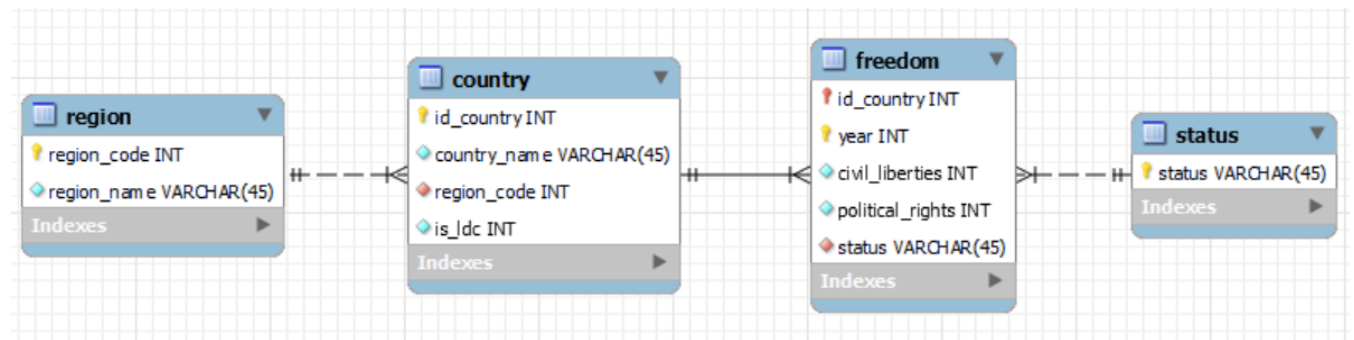 region
region_code INT
region_name VARCHAR(45)
Indexes
country
id_country INT
country_name VARCHAR(45)
region_code INT
is_ldc INT
Indexes
freedom
id_country INT
year INT
civil_liberties INT
political_rights INT
status VARCHAR(45)
Indexes
status
status VARCHAR(45)
Indexes